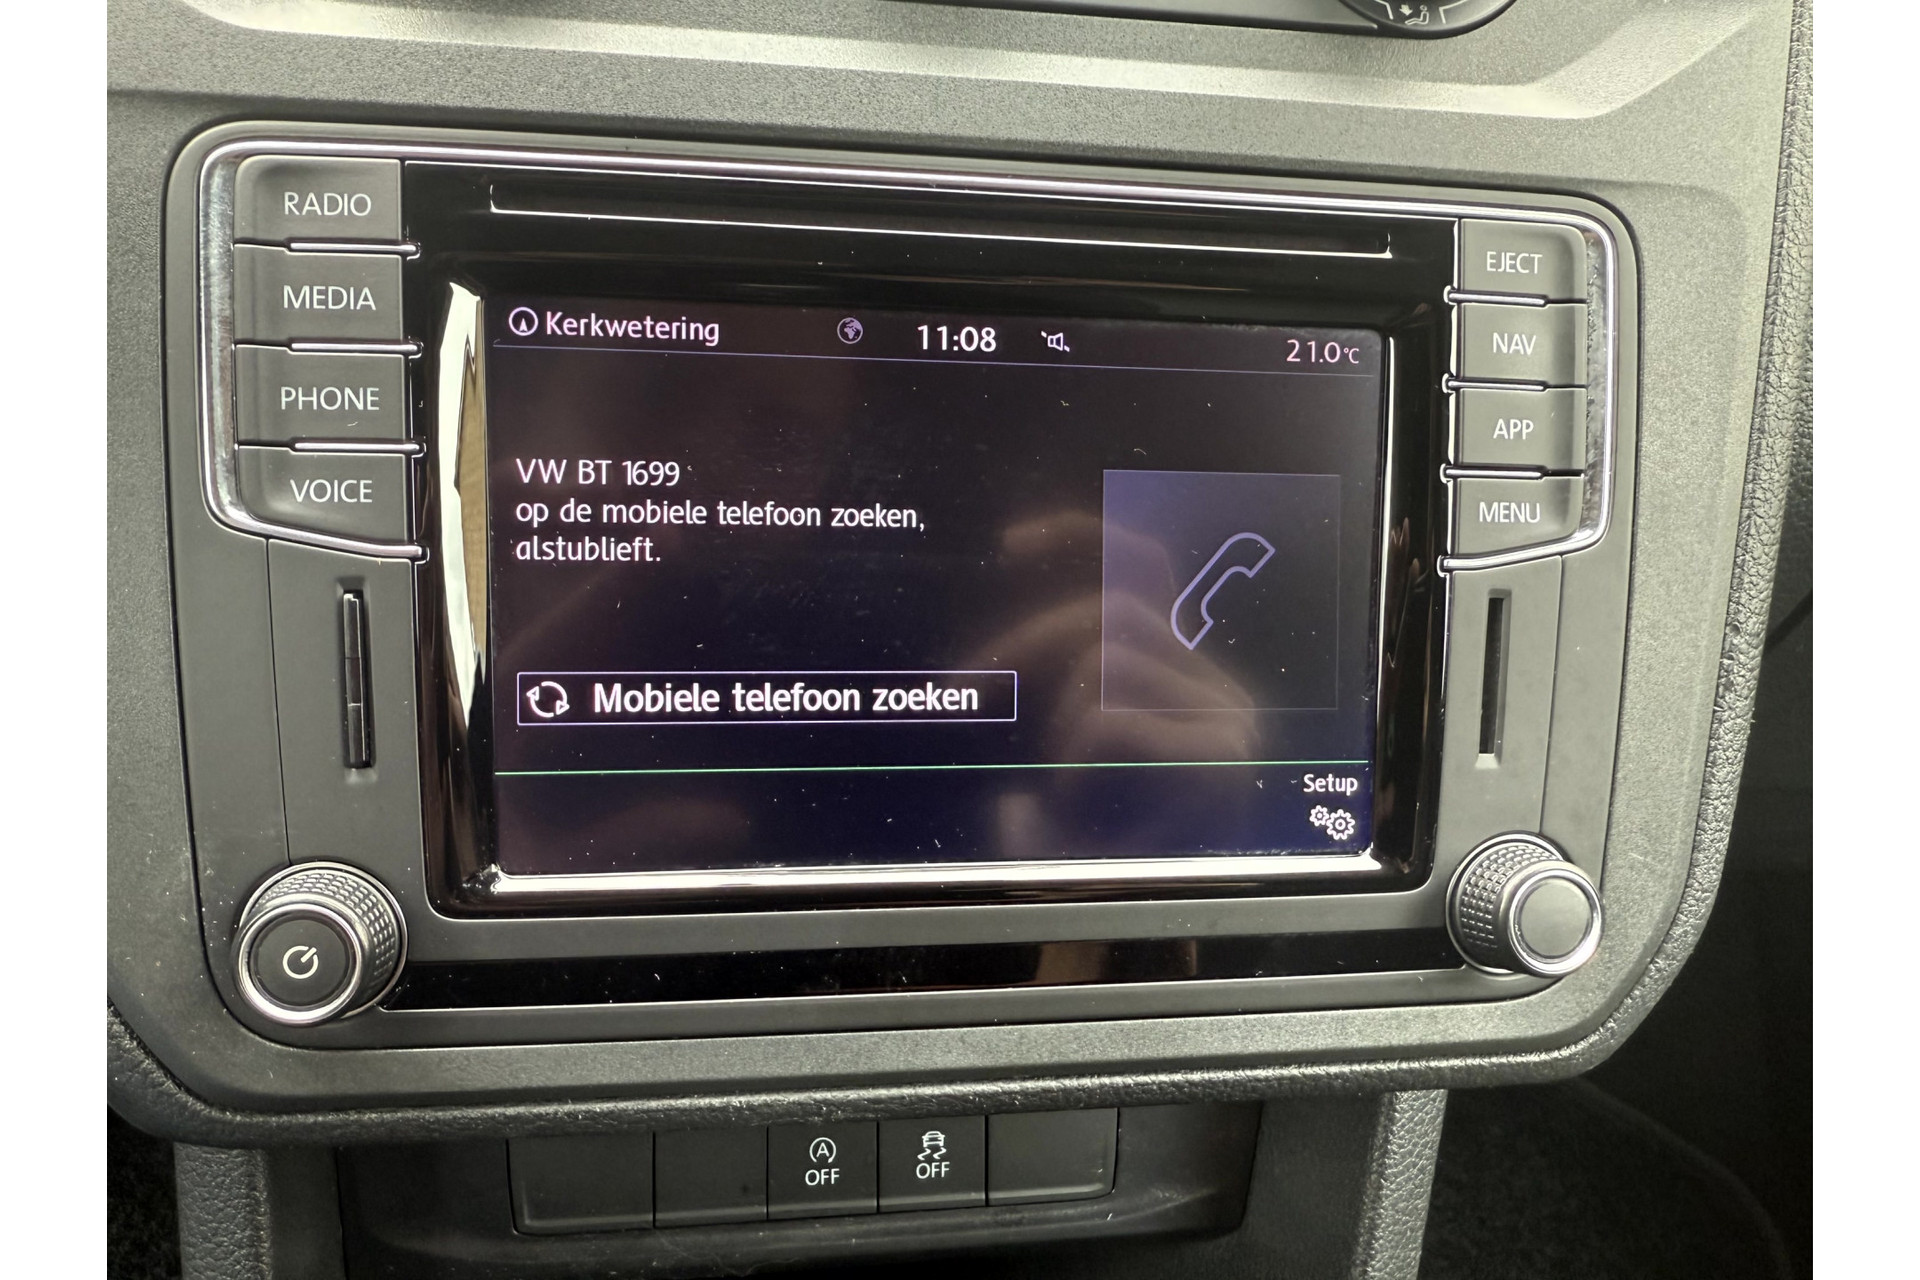 RADIO
MEDIA
PHONE
VOICE
EJECT
NAV
APP
MENU
Kerkwetering
11:08
21.0°C
VW BT 1699
op de mobiele telefoon zoeken,
alstublieft.
Mobiele telefoon zoeken
Setup
A
OFF
OFF